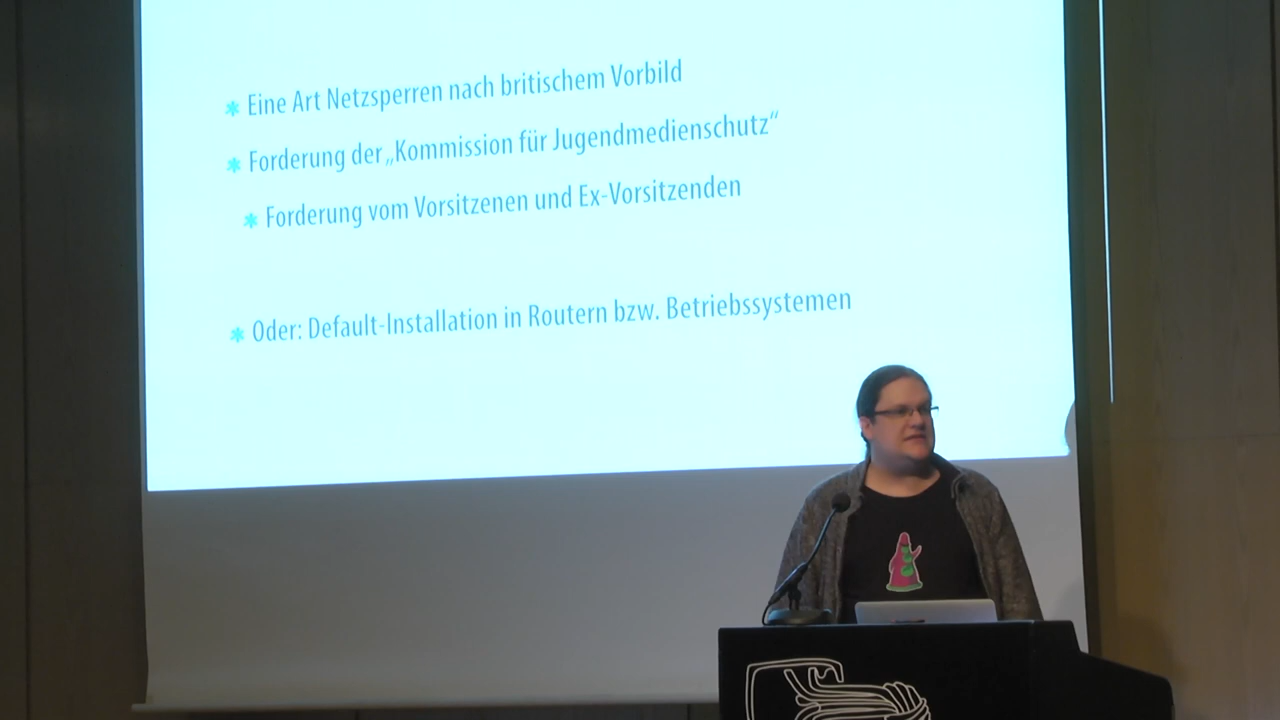 Eine Art Netzsperren nach britischem Vorbild
Forderung der „Kommission für Jugendmedienschutz“
Forderung vom Vorsitzenen und Ex-Vorsitzenden
Oder: Default-Installation in Routern bzw. Betriebssystemen